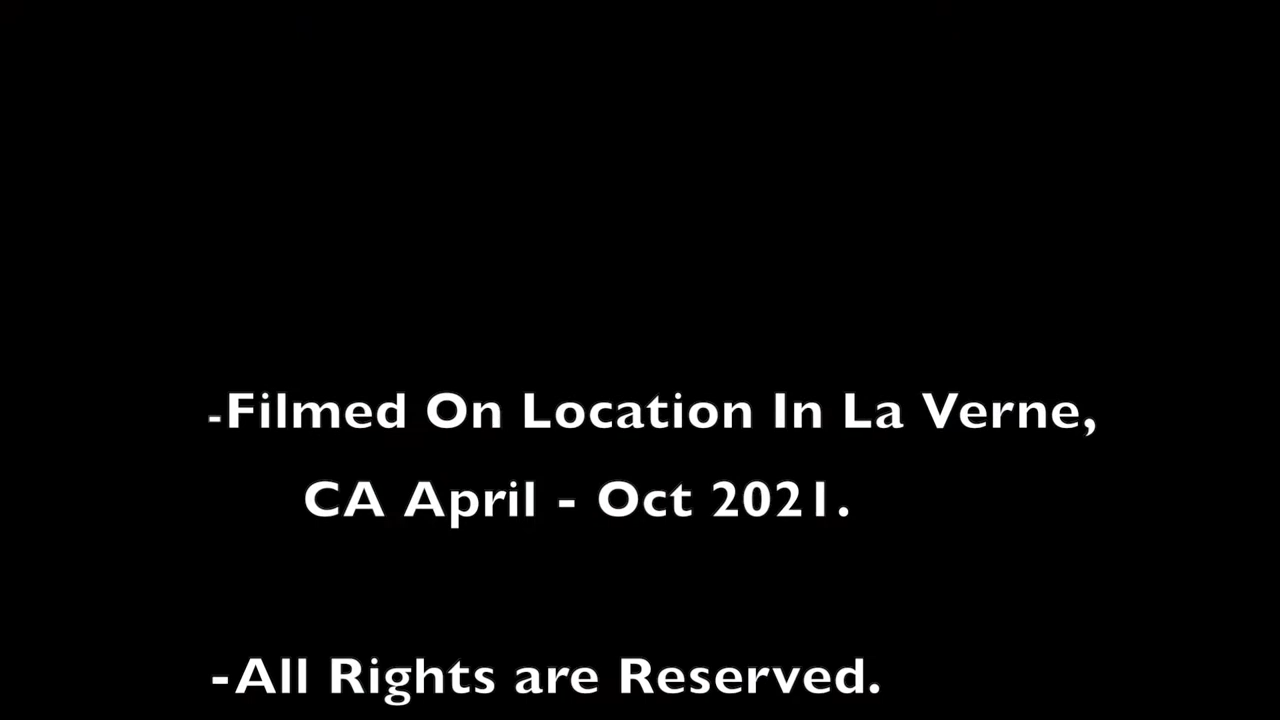 -Filmed On Location In La Verne,
CA April - Oct 2021.
-All Rights are Reserved.